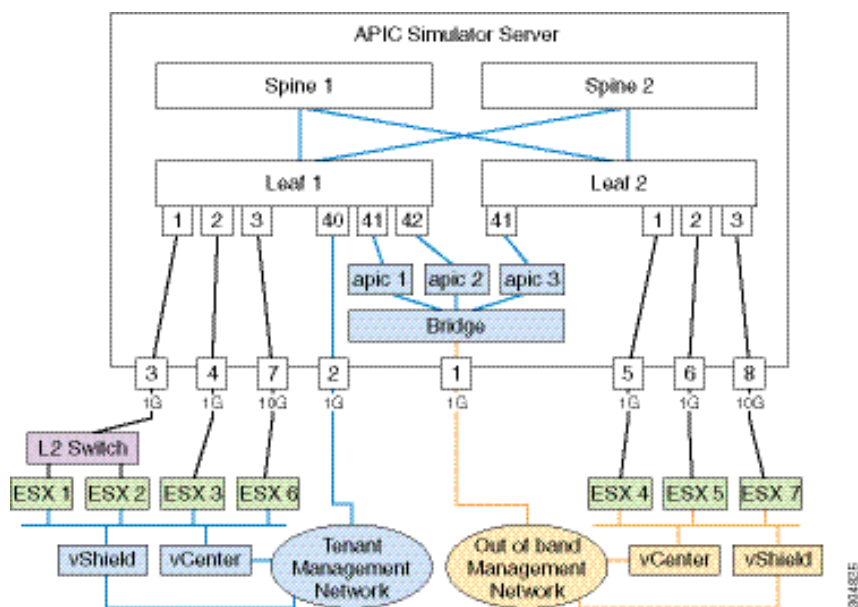 APIC Simulator Server
Spine 1
Spine 2
Leaf 1
Leaf 2
1
2
3
40
41
42
41
1
2
3
apic 1
apic 2
apic 3
Bridge
3
4
7
2
1
5
6
8
1G
1G
10G
1G
1G
1G
1G
10G
L2 Switch
ESX 1
ESX 2
ESX 3
ESX 6
ESX 4
ESX 5
ESX 7
vShield
vCenter
Tenant
Management
Network
Out of band
Management
Network
vCenter
vShield